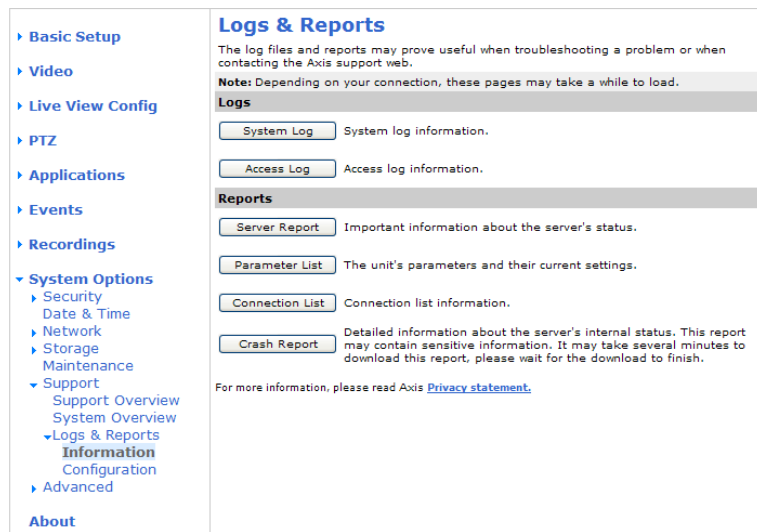 Basic Setup
Video
Live View Config
PTZ
Applications
Events
Recordings
System Options
Security
Date & Time
Network
Storage
Maintenance
Support
Support Overview
System Overview
Logs & Reports
Information
Configuration
Advanced
About
Logs & Reports
The log files and reports may prove useful when troubleshooting a problem or when
contacting the Axis support web.
Note: Depending on your connection, these pages may take a while to load.
Logs
System Log System log information.
Access Log Access log information.
Reports
Server Report Important information about the server's status.
Parameter List The unit's parameters and their current settings.
Connection List Connection list information.
Crash Report Detailed information about the server's internal status. This report
may contain sensitive information. It may take several minutes to
download this report, please wait for the download to finish.
For more information, please read Axis Privacy statement.